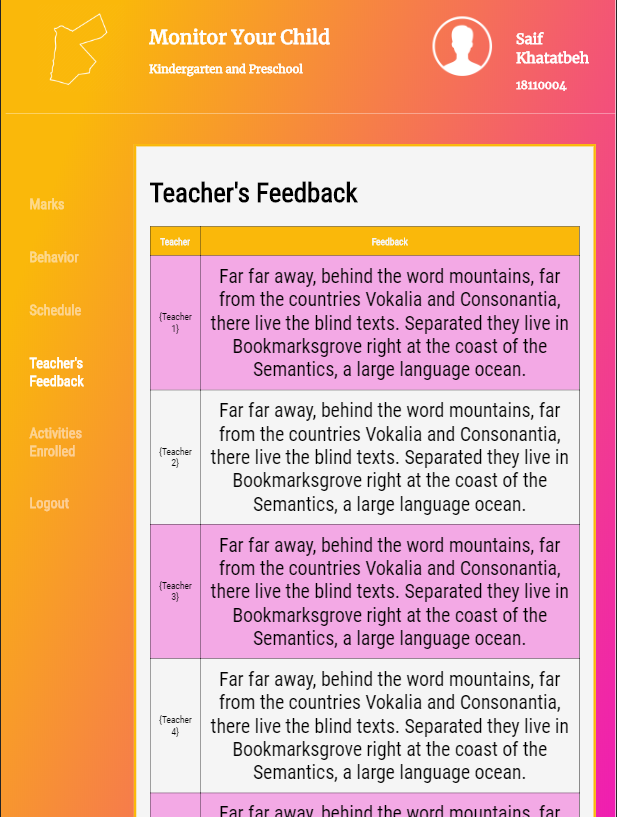 Monitor Your Child
Kindergarten and Preschool
Saif
Khatatbeh
18110004
Marks
Behavior
Schedule
Teacher's
Feedback
Activities
Enrolled
Logout
Teacher's Feedback
Teacher
Feedback
{Teacher
1}
Far far away, behind the word mountains, far
from the countries Vokalia and Consonantia,
there live the blind texts. Separated they live in
Bookmarksgrove right at the coast of the
Semantics, a large language ocean.
{Teacher
2}
Far far away, behind the word mountains, far
from the countries Vokalia and Consonantia,
there live the blind texts. Separated they live in
Bookmarksgrove right at the coast of the
Semantics, a large language ocean.
{Teacher
3}
Far far away, behind the word mountains, far
from the countries Vokalia and Consonantia,
there live the blind texts. Separated they live in
Bookmarksgrove right at the coast of the
Semantics, a large language ocean.
{Teacher
4}
Far far away, behind the word mountains, far
from the countries Vokalia and Consonantia,
there live the blind texts. Separated they live in
Bookmarksgrove right at the coast of the
Semantics, a large language ocean.
Far far away, behind the word mountains, far